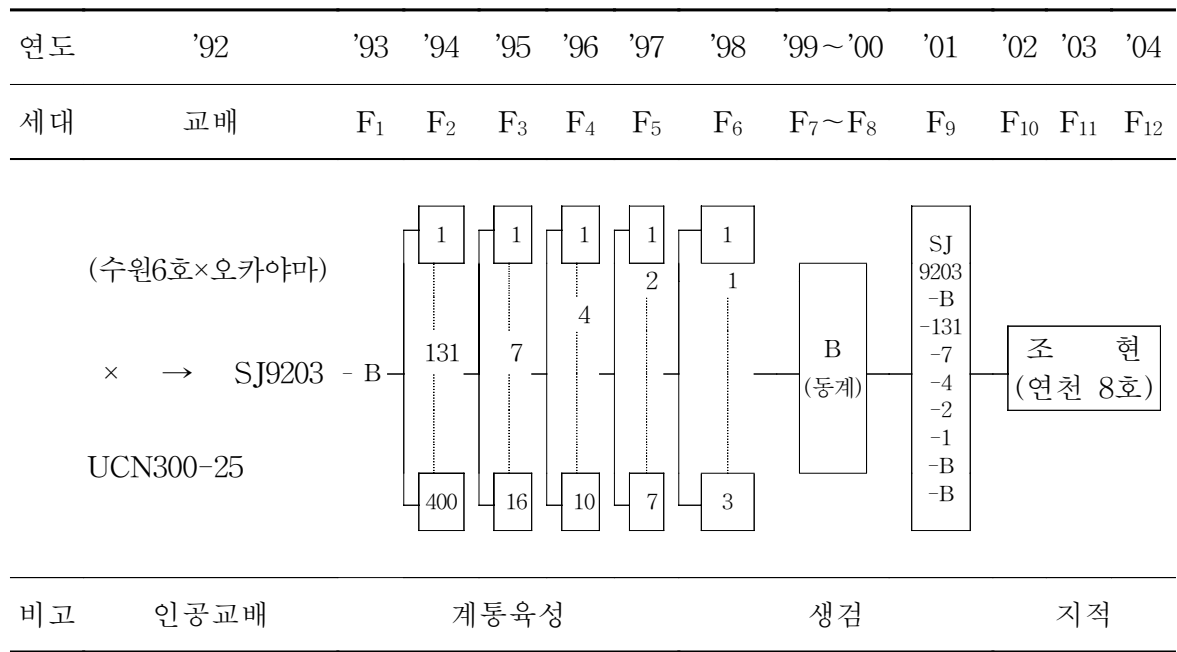 연도 '92 '93 '94 '95 '96 '97 '98 '99~'00 '01 '02 '03 '04
세대 교배 F1 F2 F3 F4 F5 F6 F7~F8 F9 F10 F11 F12
1 1 1 1 1
(수원6호×오카야마)
× → SJ9203 - B
UCN300-25
131 7 4 2 1
400 16 10 7 3
B
(동계)
SJ
9203
-B
-131
-7
-4
-2
-1
-B
-B
조 현
(연천 8호)
비고 인공교배 계통육성 생검 지적